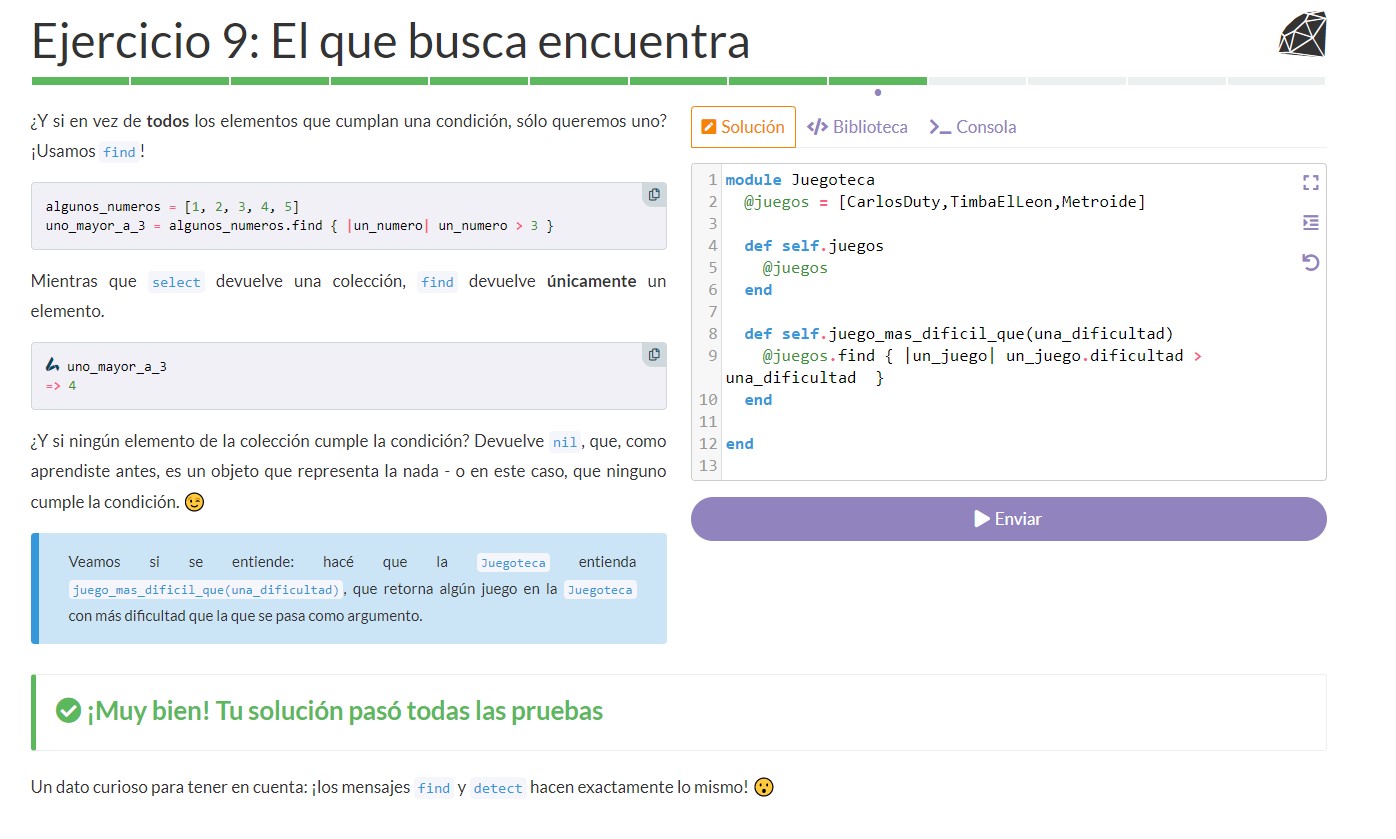 Ejercicio 9: El que busca encuentra
¿Y si en vez de todos los elementos que cumplan una condición, sólo queremos uno?
¡Usamos find !
algunos_numeros = [1, 2, 3, 4, 5]
uno_mayor_a_3 = algunos_numeros.find { |un_numero| un_numero > 3 }
Mientras que select devuelve una colección, find devuelve únicamente un
elemento.
uno_mayor_a_3
=> 4
¿Y si ningún elemento de la colección cumple la condición? Devuelve nil, que, como
aprendiste antes, es un objeto que representa la nada - o en este caso, que ninguno
cumple la condición. 😉
Veamos si se entiende: hacé que la Juegoteca entienda
juego_mas_dificil_que(una_dificultad), que retorna algún juego en la Juegoteca
con más dificultad que la que se pasa como argumento.
Solución </> Biblioteca >_ Consola
1 module Juegoteca
2   @juegos = [CarlosDuty,TimbaElLeon,Metroide]
3
4   def self.juegos
5     @juegos
6   end
7
8   def self.juego_mas_dificil_que(una_dificultad)
9     @juegos.find { |un_juego| un_juego.dificultad >
una_dificultad  }
10   end
11
12 end
13
Enviar
¡Muy bien! Tu solución pasó todas las pruebas
Un dato curioso para tener en cuenta: ¡los mensajes find y detect hacen exactamente lo mismo! 😯